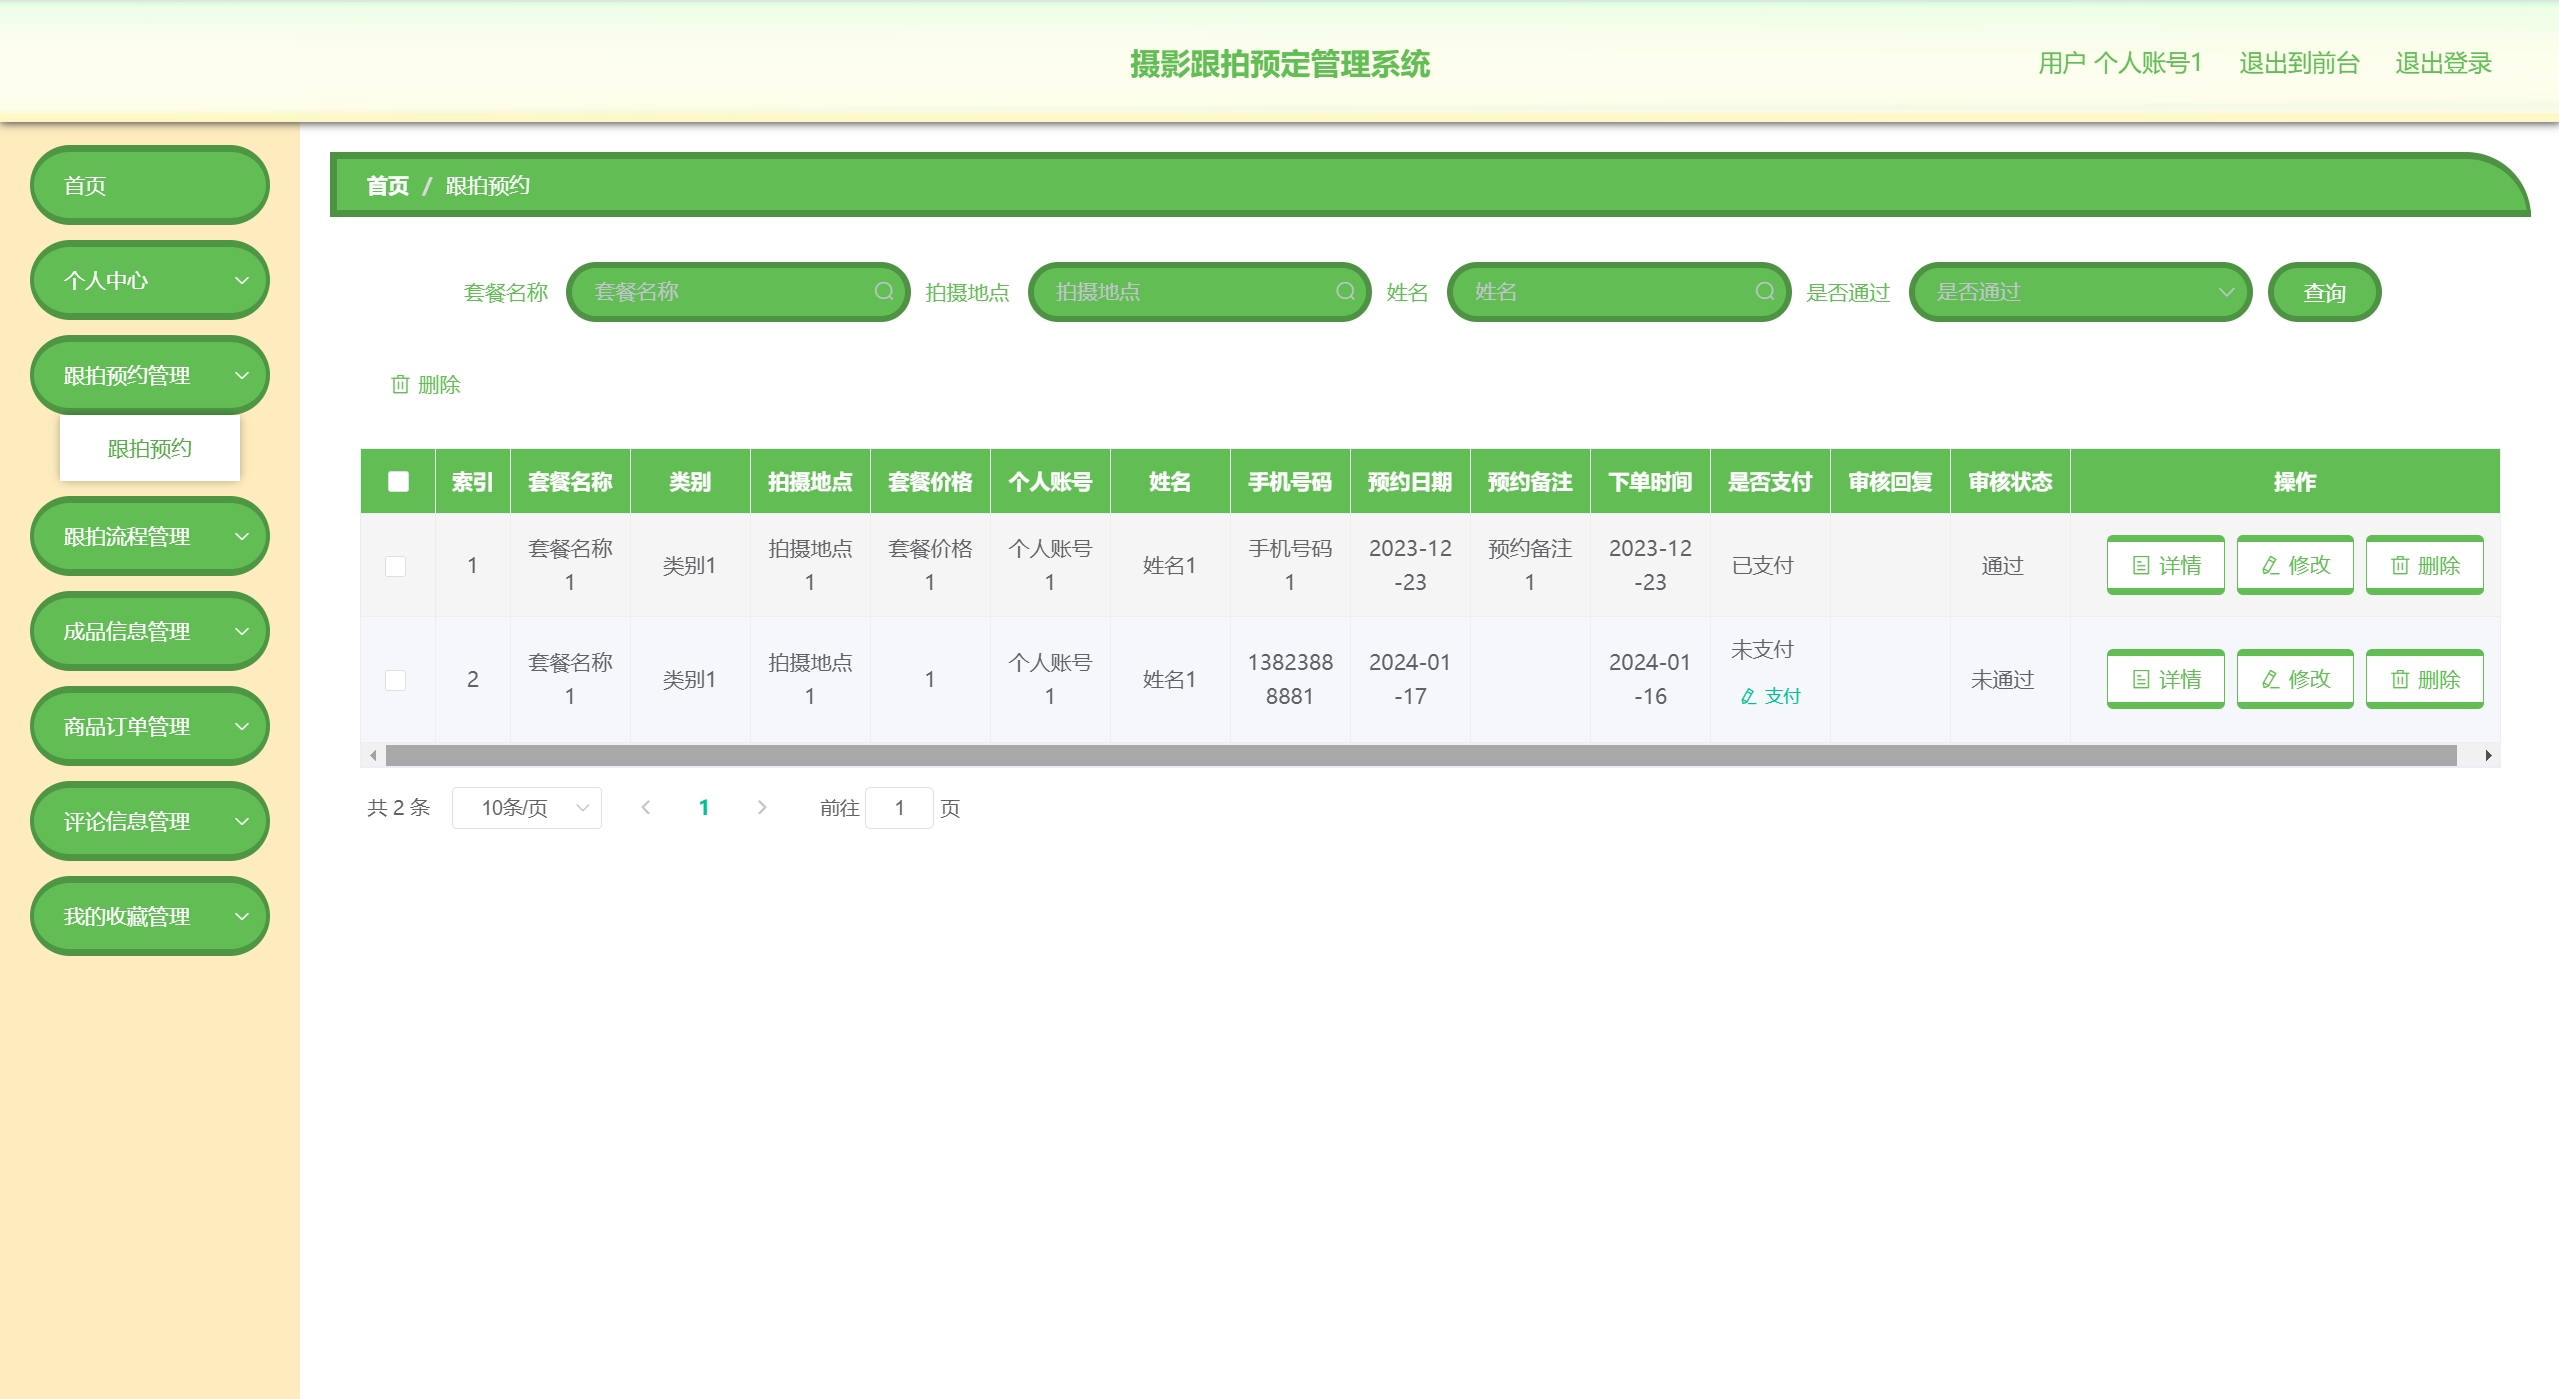 摄影跟拍预定管理系统
用户 个人账号1 退出到前台 退出登录
首页
个人中心
跟拍预约管理
跟拍预约
跟拍流程管理
成品信息管理
商品订单管理
评论信息管理
我的收藏管理
首页 / 跟拍预约
套餐名称 套餐名称 拍摄地点 拍摄地点 姓名 姓名 是否通过 是否通过 查询
删除
索引 套餐名称 类别 拍摄地点 套餐价格 个人账号 姓名 手机号码 预约日期 预约备注 下单时间 是否支付 审核回复 审核状态 操作
1 套餐名称1 类别1 拍摄地点1 套餐价格1 个人账号1 姓名1 手机号码1 2023-12-23 预约备注1 2023-12-23 已支付 通过 详情 修改 删除
2 套餐名称1 类别1 拍摄地点1 1 个人账号1 姓名1 13823888881 2024-01-17 2024-01-16 未支付 支付 未通过 详情 修改 删除
共 2 条 10条/页 1 前往 1 页